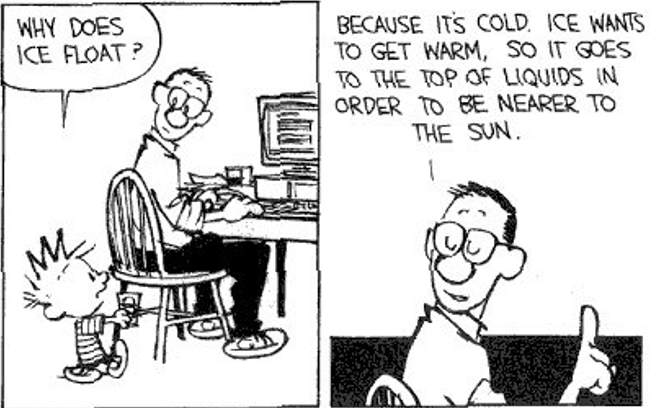 WHY DOES
ICE FLOAT?
BECAUSE IT'S COLD. ICE WANTS
TO GET WARM, SO IT GOES
TO THE TOP OF LIQUIDS IN
ORDER TO BE NEARER TO
THE SUN.